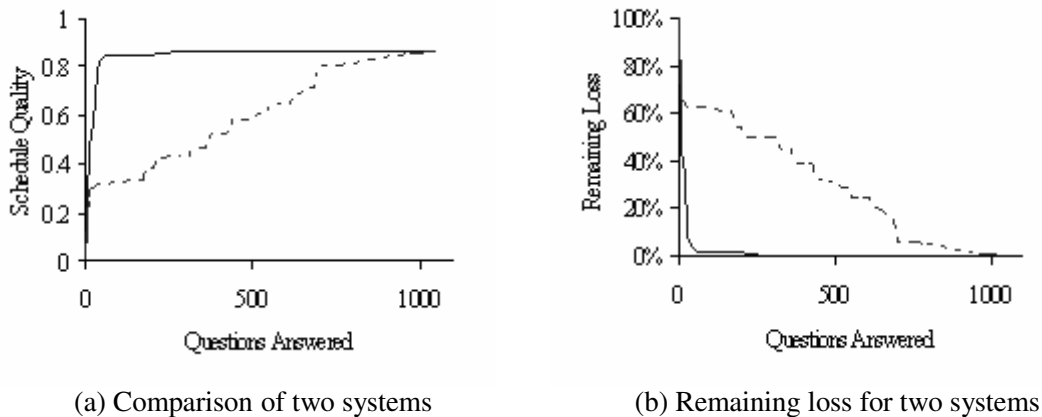 1
0.8
0.6
0.4
0.2
0
Schedule Quality
0 500 1000
Questions Answered
(a) Comparison of two systems
100%
80%
60%
40%
20%
0%
Remaining Loss
0 500 1000
Questions Answered
(b) Remaining loss for two systems